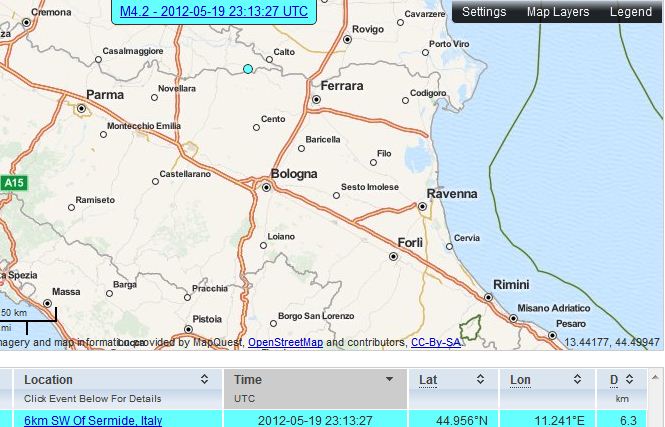 M4.2 - 2012-05-19 23:13:27 UTC
Settings Map Layers Legend
Cremona
Cavarzere
Rovigo
Casalmaggiore
Calto
Porto Viro
Parma
Novellara
Ferrara
Codigoro
Cento
Montecchio Emilia
Baricella
Filo
A15
Castellarano
Bologna
Sesto Imolese
Ravenna
Ramiseto
Loiano
Forlì
Cervia
La Spezia
Massa
Barga
Pracchia
Rimini
50 km
Misano Adriatico
mi
Pistoia
Borgo San Lorenzo
Pesaro
magery and map information provided by MapQuest, OpenStreetMap and contributors, CC-By-SA.
Lucca
13.44177, 44.49947
Location Time Lat Lon D
Click Event Below For Details UTC km
6km SW Of Sermide, Italy 2012-05-19 23:13:27 44.956°N 11.241°E 6.3